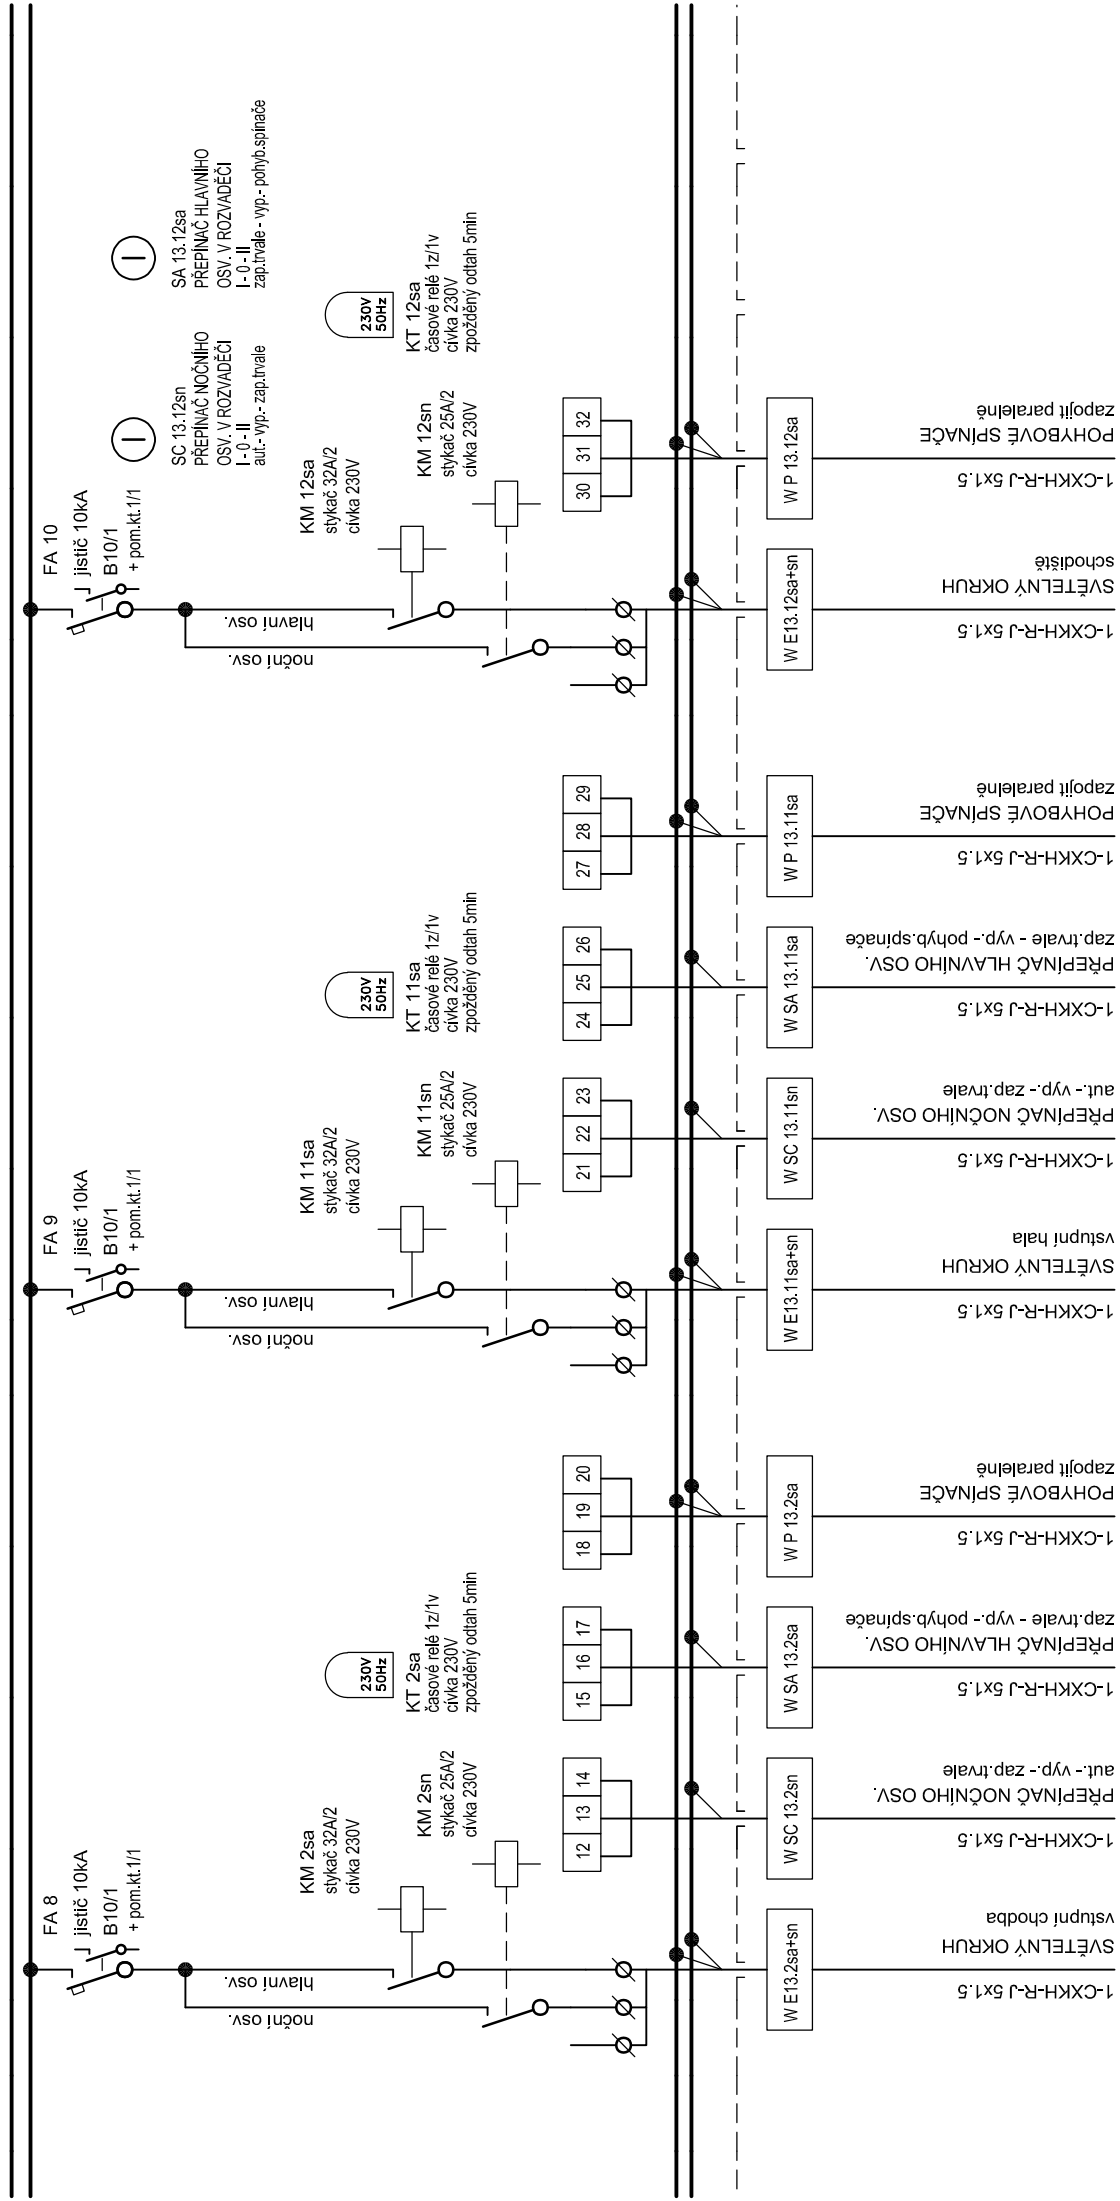 FA 8
jistič 10kA
B10/1
+ pom.kt.1/1
hlavní osv.
noční osv.
KM 2sa
stykač 32A/2
cívka 230V
KM 2sn
stykač 25A/2
cívka 230V
230V
50Hz
KT 2sa
časové relé 1z/1v
cívka 230V
zpožděný odtah 5min
12
13
14
15
16
17
18
19
20
W E13.2sa+sn
1-CXKH-R-J 5x1.5
SVĚTELNÝ OKRUH
vstupní chodba
W SC 13.2sn
1-CXKH-R-J 5x1.5
PŘEPÍNAČ NOČNÍHO OSV.
aut.- vyp.- zap.trvale
W SA 13.2sa
1-CXKH-R-J 5x1.5
PŘEPÍNAČ HLAVNÍHO OSV.
zap.trvale - vyp.- pohyb.spínače
W P 13.2sa
1-CXKH-R-J 5x1.5
POHYBOVÉ SPÍNAČE
zapojit paralelně
FA 9
jistič 10kA
B10/1
+ pom.kt.1/1
hlavní osv.
noční osv.
KM 11sa
stykač 32A/2
cívka 230V
KM 11sn
stykač 25A/2
cívka 230V
230V
50Hz
KT 11sa
časové relé 1z/1v
cívka 230V
zpožděný odtah 5min
21
22
23
24
25
26
27
28
29
W E13.11sa+sn
1-CXKH-R-J 5x1.5
SVĚTELNÝ OKRUH
vstupní hala
W SC 13.11sn
1-CXKH-R-J 5x1.5
PŘEPÍNAČ NOČNÍHO OSV.
aut.- vyp.- zap.trvale
W SA 13.11sa
1-CXKH-R-J 5x1.5
PŘEPÍNAČ HLAVNÍHO OSV.
zap.trvale - vyp.- pohyb.spínače
W P 13.11sa
1-CXKH-R-J 5x1.5
POHYBOVÉ SPÍNAČE
zapojit paralelně
FA 10
jistič 10kA
B10/1
+ pom.kt.1/1
SC 13.12sn
PŘEPÍNAČ NOČNÍHO
OSV. V ROZVADĚČI
I - 0 - II
aut.- vyp.- zap.trvale
SA 13.12sa
PŘEPÍNAČ HLAVNÍHO
OSV. V ROZVADĚČI
I - 0 - II
zap.trvale - vyp.- pohyb.spínače
hlavní osv.
noční osv.
KM 12sa
stykač 32A/2
cívka 230V
KM 12sn
stykač 25A/2
cívka 230V
230V
50Hz
KT 12sa
časové relé 1z/1v
cívka 230V
zpožděný odtah 5min
30
31
32
W E13.12sa+sn
1-CXKH-R-J 5x1.5
SVĚTELNÝ OKRUH
schodiště
W P 13.12sa
1-CXKH-R-J 5x1.5
POHYBOVÉ SPÍNAČE
zapojit paralelně